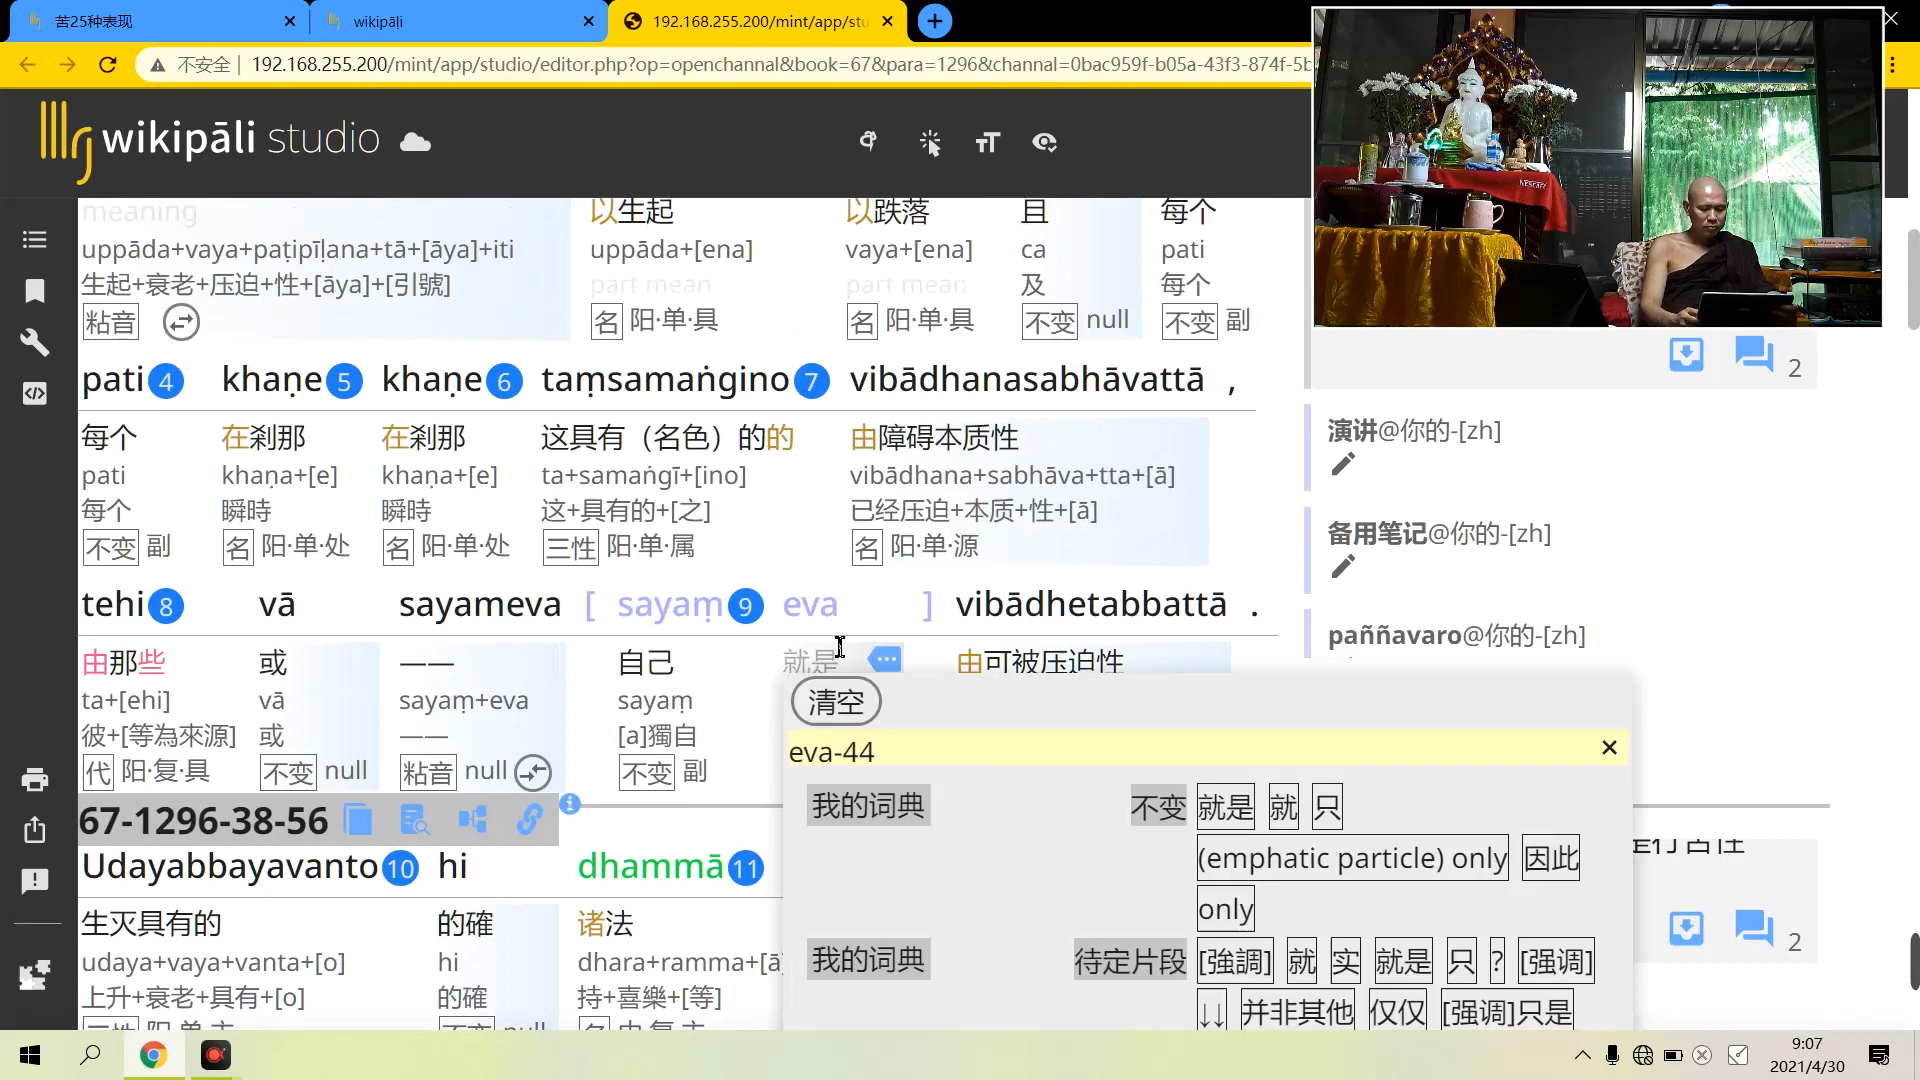 苦25种表现
wikipāḷi
192.168.255.200/mint/app/stu
不安全 | 192.168.255.200/mint/app/studio/editor.php?op=openchannal&book=67&para=1296&channal=0bac959f-b05a-43f3-874f-5b
wikipāḷi studio
meaning 以生起 以跌落 且 每个
uppāda+vaya+paṭipīḷana+tā+[āya]+iti uppāda+[ena] vaya+[ena] ca pati
生起+衰老+压迫+性+[āya]+[引號] part mean part mean 及 每个
粘音 名 阳·单·具 名 阳·单·具 不变 null 不变 副
pati 4 khaṇe 5 khaṇe 6 taṃsamaṅgino 7 vibādhanasabhāvattā ,
每个 在刹那 在刹那 这具有（名色）的的 由障碍本质性
pati khaṇa+[e] khaṇa+[e] ta+samaṅgī+[ino] vibādhana+sabhāva+tta+[ā]
每个 瞬時 瞬時 这+具有的+[之] 已经压迫+本质+性+[ā]
不变 副 名 阳·单·处 名 阳·单·处 三性 阳·单·属 名 阳·单·源
tehi 8 vā sayameva [ sayaṃ 9 eva ] vibādhetabbattā .
由那些 或 —— 自己 就是 由可被压迫性
ta+[ehi] vā sayaṃ+eva sayaṃ
彼+[等為來源] 或 —— [a]獨自
代 阳·复·具 不变 null 粘音 null 不变 副
67-1296-38-56
Udayabbayavanto 10 hi dhammā 11
生灭具有的 的確 诸法
udaya+vaya+vanta+[o] hi dhara+ramma+[ā]
上升+衰老+具有+[o] 的確 持+喜樂+[等]
清空
eva-44
我的词典 不变 就是 就 只
(emphatic particle) only 因此
only
我的词典 待定片段 [強調] 就 实 就是 只 ? [强调]
↓↓ 并非其他 仅仅 [强调]只是
2
演讲@你的-[zh]
备用笔记@你的-[zh]
paññavaro@你的-[zh]
2
NESCAFÉ
9:07
2021/4/30